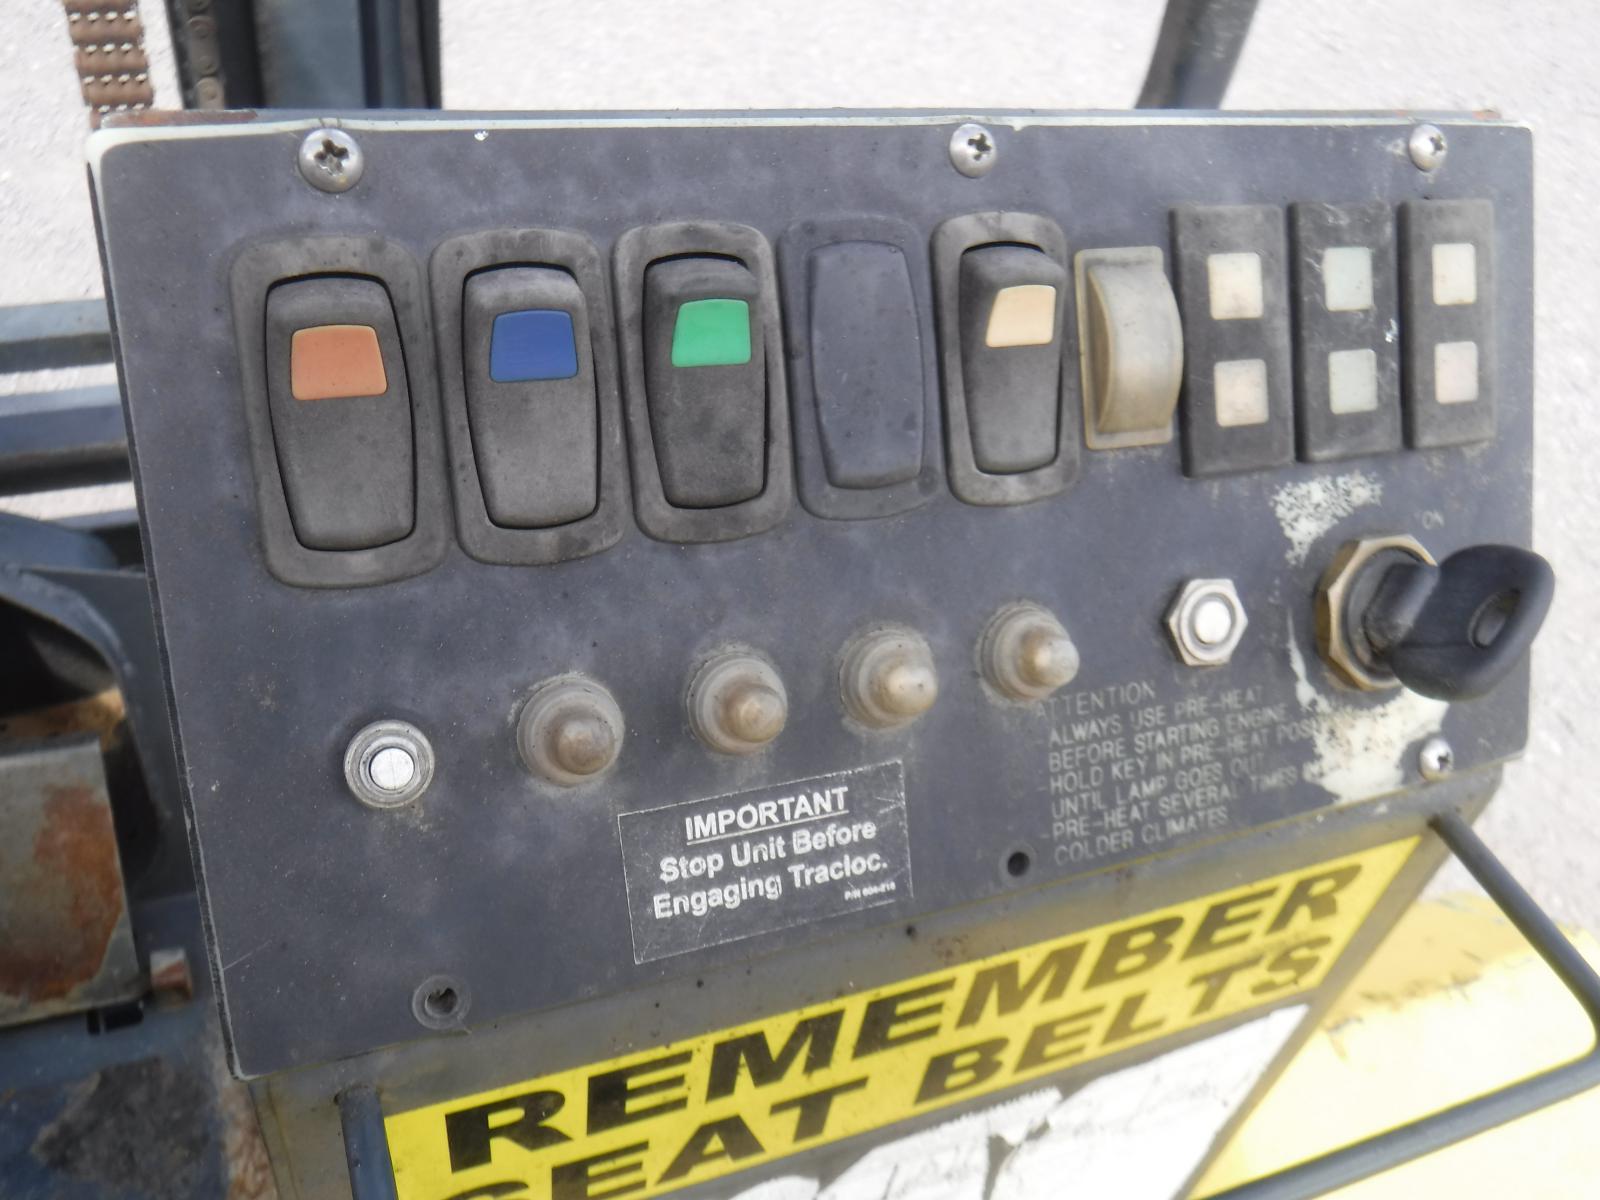 ON
ATTENTION
- ALWAYS USE PRE-HEAT
BEFORE STARTING ENGINE.
- HOLD KEY IN PRE-HEAT
UNTIL LAMP GOES OUT
- PRE-HEAT SEVERAL TIMES
COLDER CLIMATES
IMPORTANT
Stop Unit Before
Engaging Tracloc.
REMEMBER
SEAT BELTS